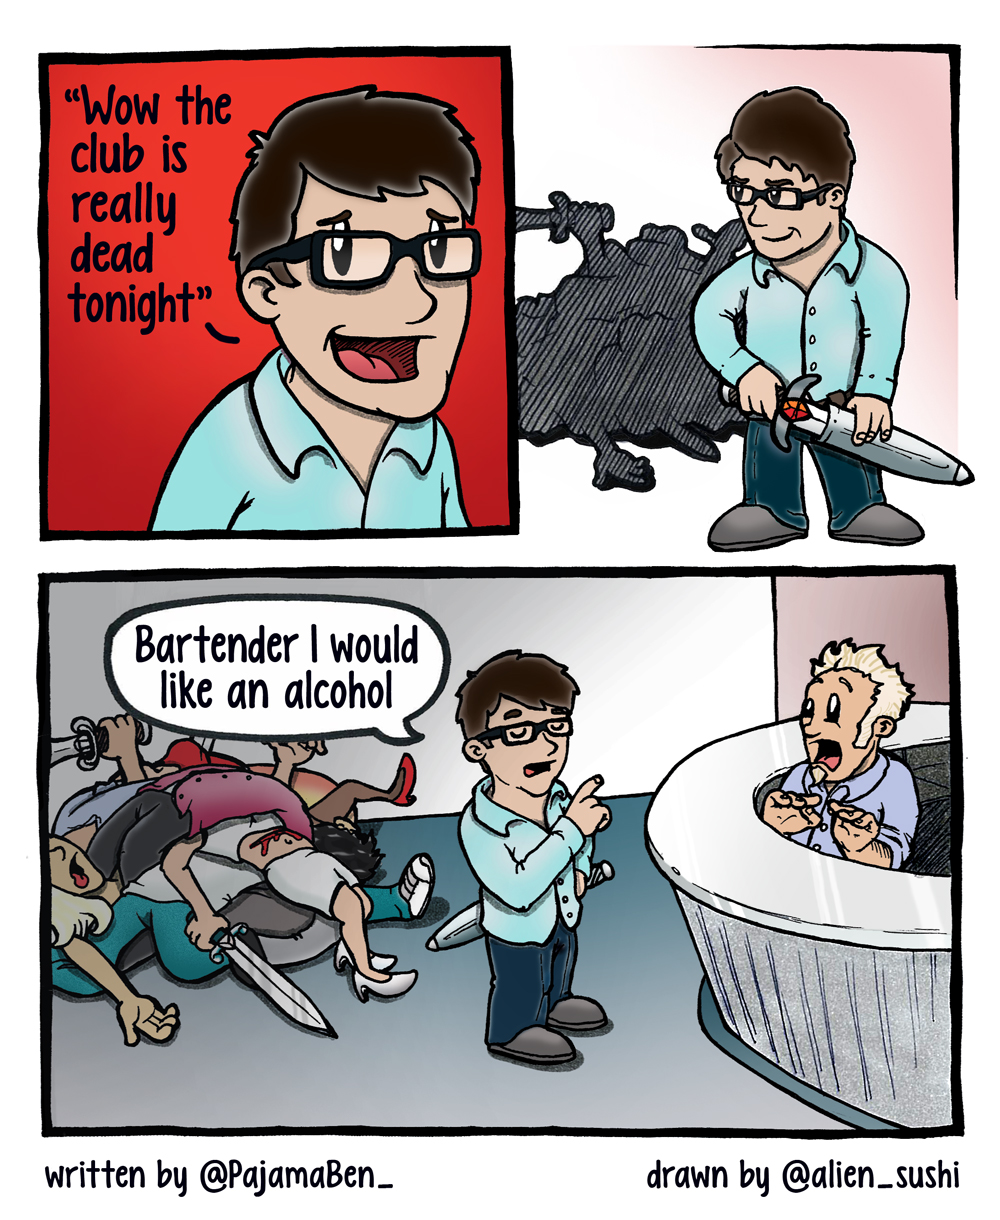 “Wow the
club is
really
dead
tonight”
Bartender I would
like an alcohol
written by @PajamaBen_
drawn by @alien_sushi